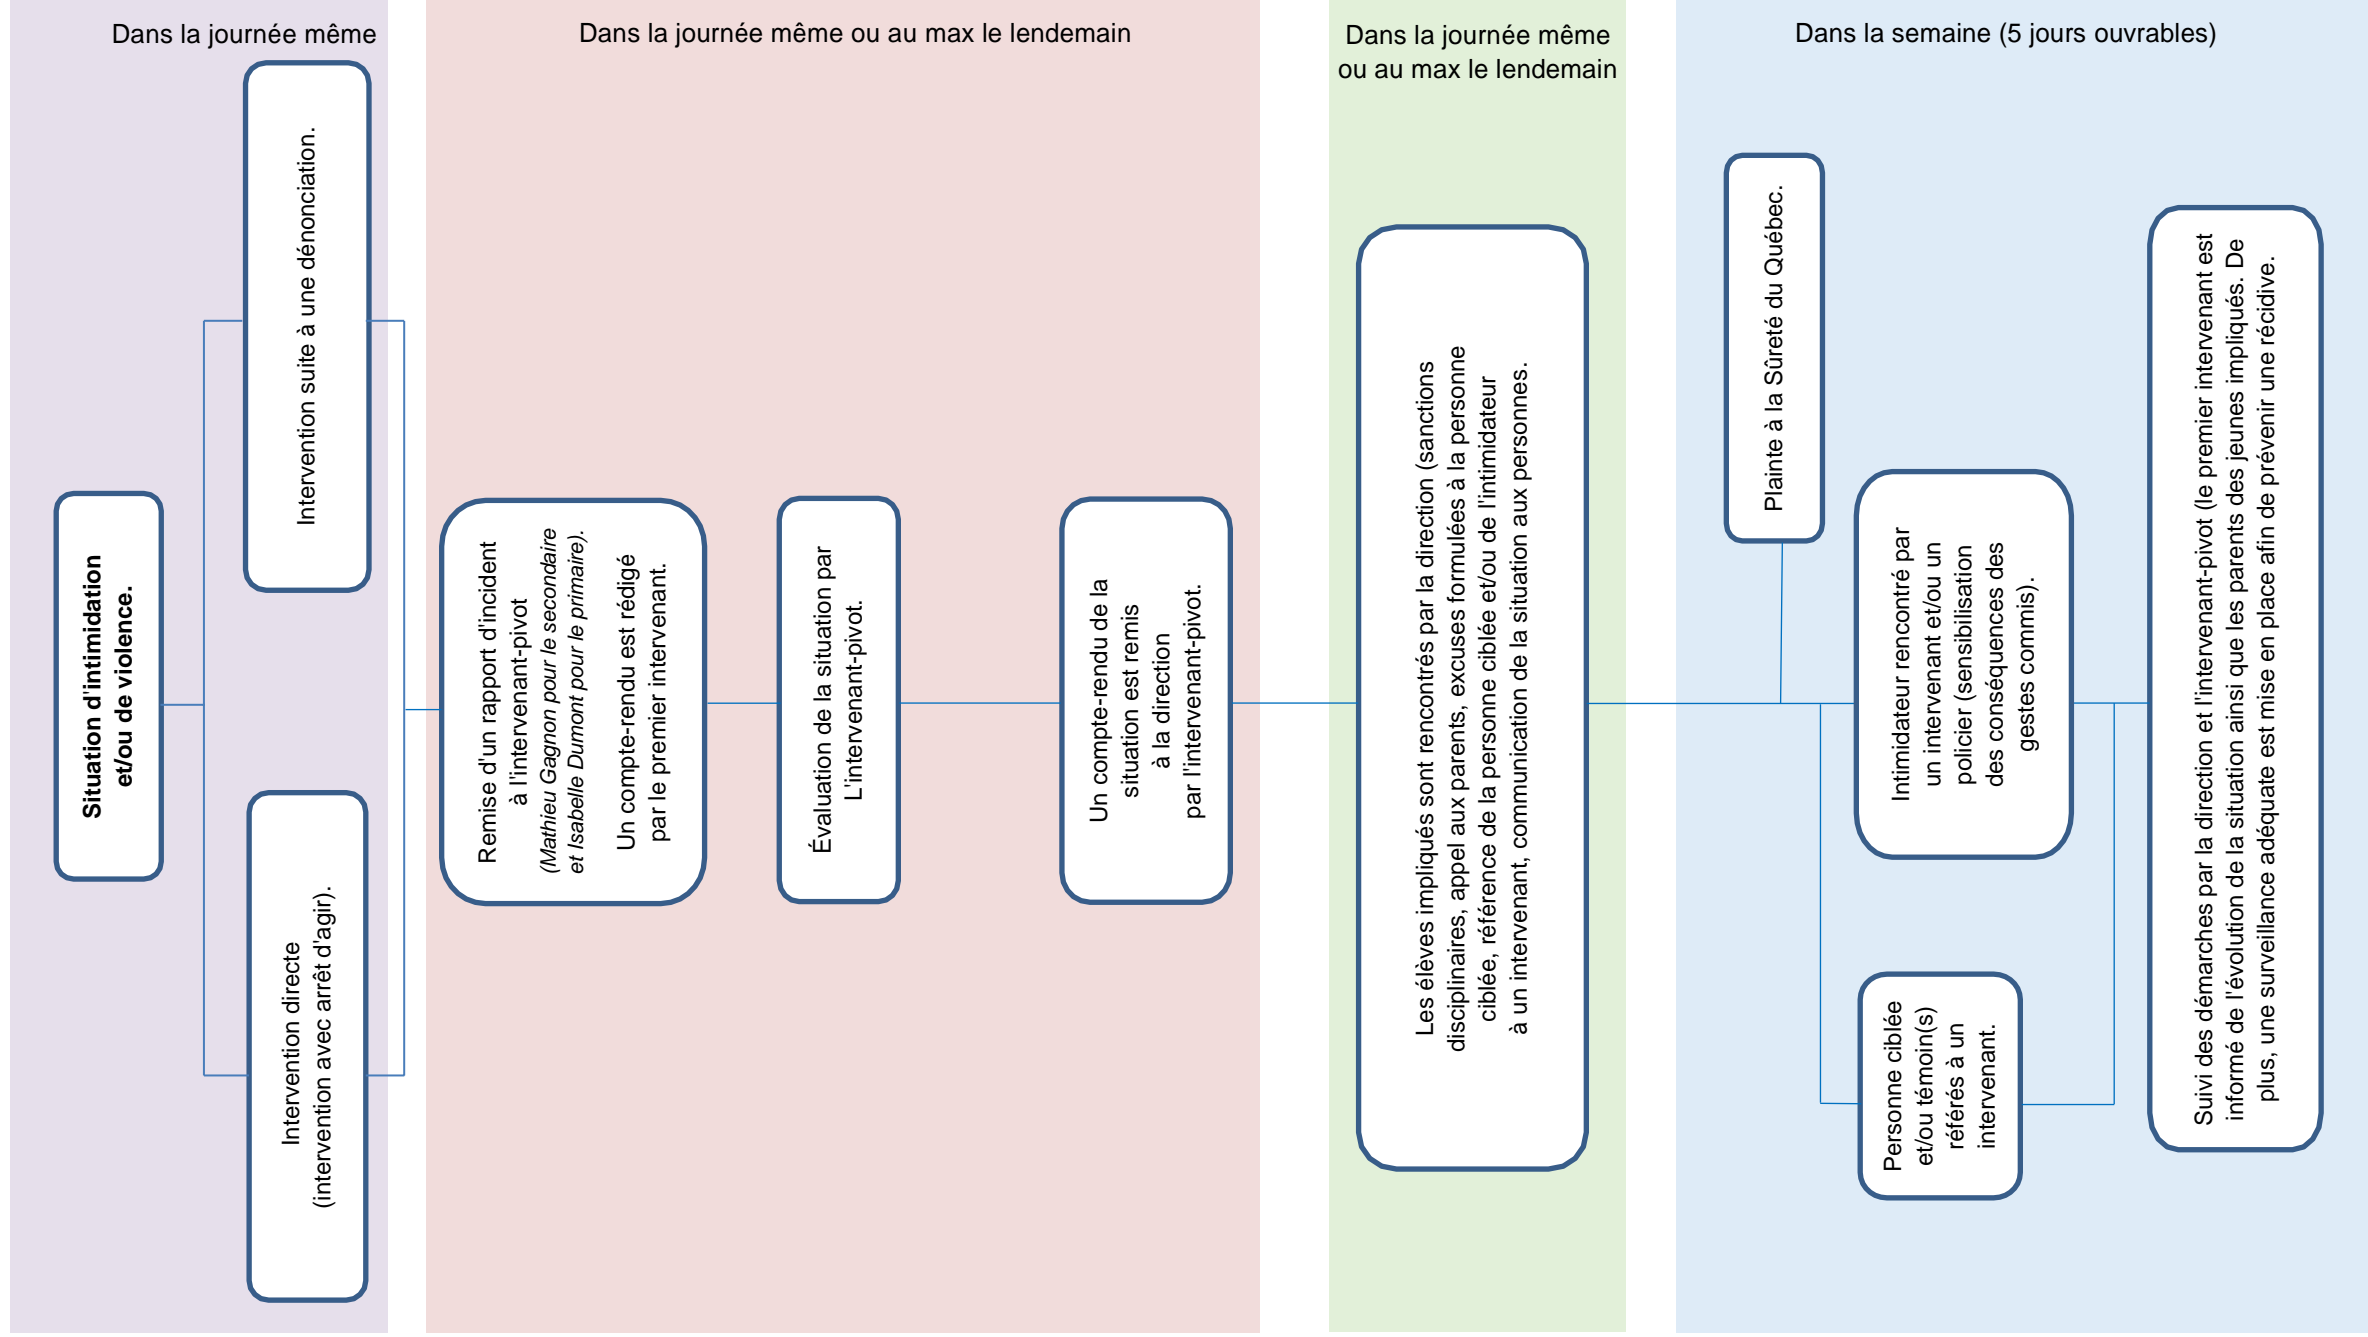 Dans la journée même
Situation d'intimidation
et/ou de violence.
Intervention suite à une dénonciation.
Intervention directe
(intervention avec arrêt d'agir).
Dans la journée même ou au max le lendemain
Remise d'un rapport d'incident
à l'intervenant-pivot
(Mathieu Gagnon pour le secondaire
et Isabelle Dumont pour le primaire).
Un compte-rendu est rédigé
par le premier intervenant.
Évaluation de la situation par
L'intervenant-pivot.
Un compte-rendu de la
situation est remis
à la direction
par l'intervenant-pivot.
Dans la journée même
ou au max le lendemain
Les élèves impliqués sont rencontrés par la direction (sanctions
disciplinaires, appel aux parents, excuses formulées à la personne
ciblée, référence de la personne ciblée et/ou de l'intimidateur
à un intervenant, communication de la situation aux personnes.
Dans la semaine (5 jours ouvrables)
Plainte à la Sûreté du Québec.
Intimidateur rencontré par
un intervenant et/ou un
policier (sensibilisation
des conséquences des
gestes commis).
Personne ciblée
et/ou témoin(s)
référés à un
intervenant.
Suivi des démarches par la direction et l'intervenant-pivot (le premier intervenant est
informé de l'évolution de la situation ainsi que les parents des jeunes impliqués. De
plus, une surveillance adéquate est mise en place afin de prévenir une récidive.